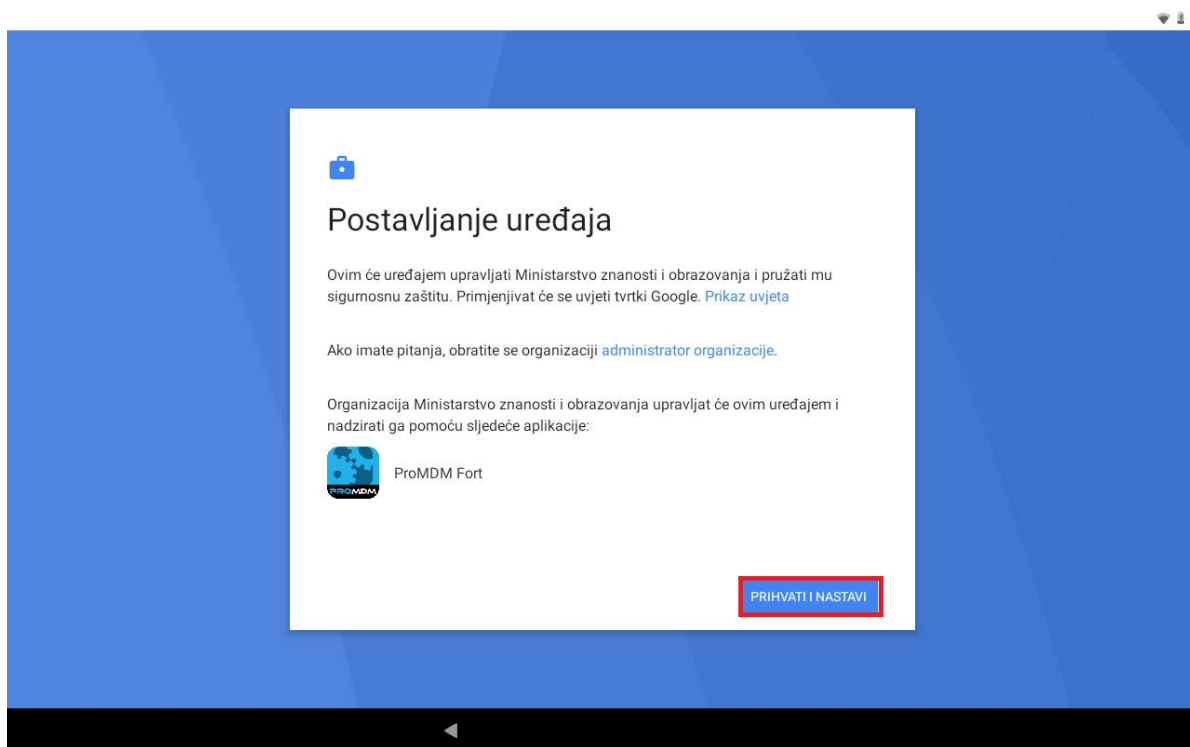 Postavljanje uređaja
Ovim će uređajem upravljati Ministarstvo znanosti i obrazovanja i pružati mu
sigurnosnu zaštitu. Primjenjivat će se uvjeti tvrtki Google. Prikaz uvjeta
Ako imate pitanja, obratite se organizaciji administrator organizacije.
Organizacija Ministarstvo znanosti i obrazovanja upravljat će ovim uređajem i
nadzirati ga pomoću sljedeće aplikacije:
PROMDM
ProMDM Fort
PRIHVATI I NASTAVI